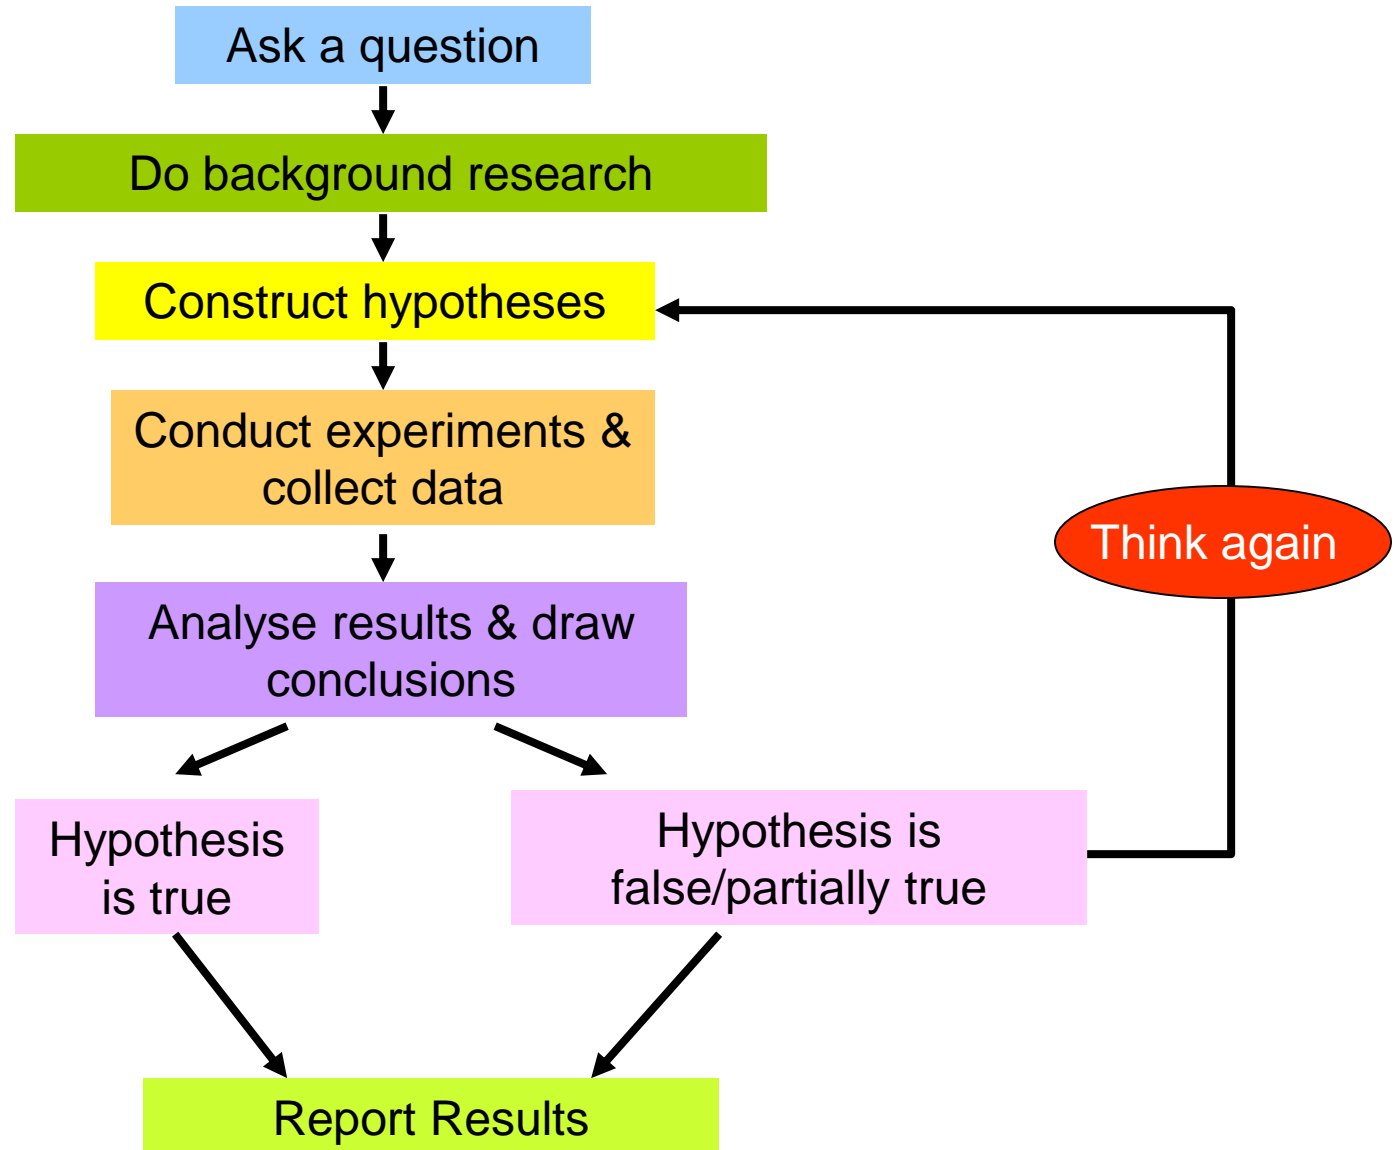 Ask a question
Do background research
Construct hypotheses
Conduct experiments &
collect data
Think again
Analyse results & draw
conclusions
Hypothesis
is true
Hypothesis is
false/partially true
Report Results